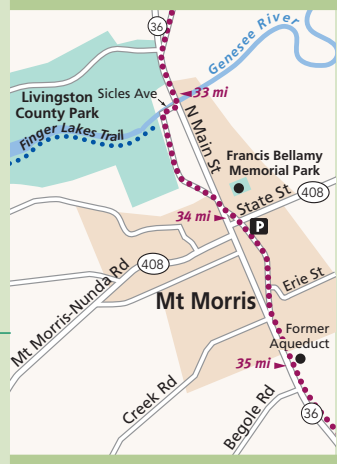 36
Genesee River
Livingston
County Park
Sicles Ave
33 mi
Finger Lakes Trail
N Main St
Francis Bellamy
Memorial Park
State St
408
34 mi
P
408
Mt Morris-Nunda Rd
Erie St
Mt Morris
Former
Aqueduct
35 mi
Creek Rd
Begole Rd
36